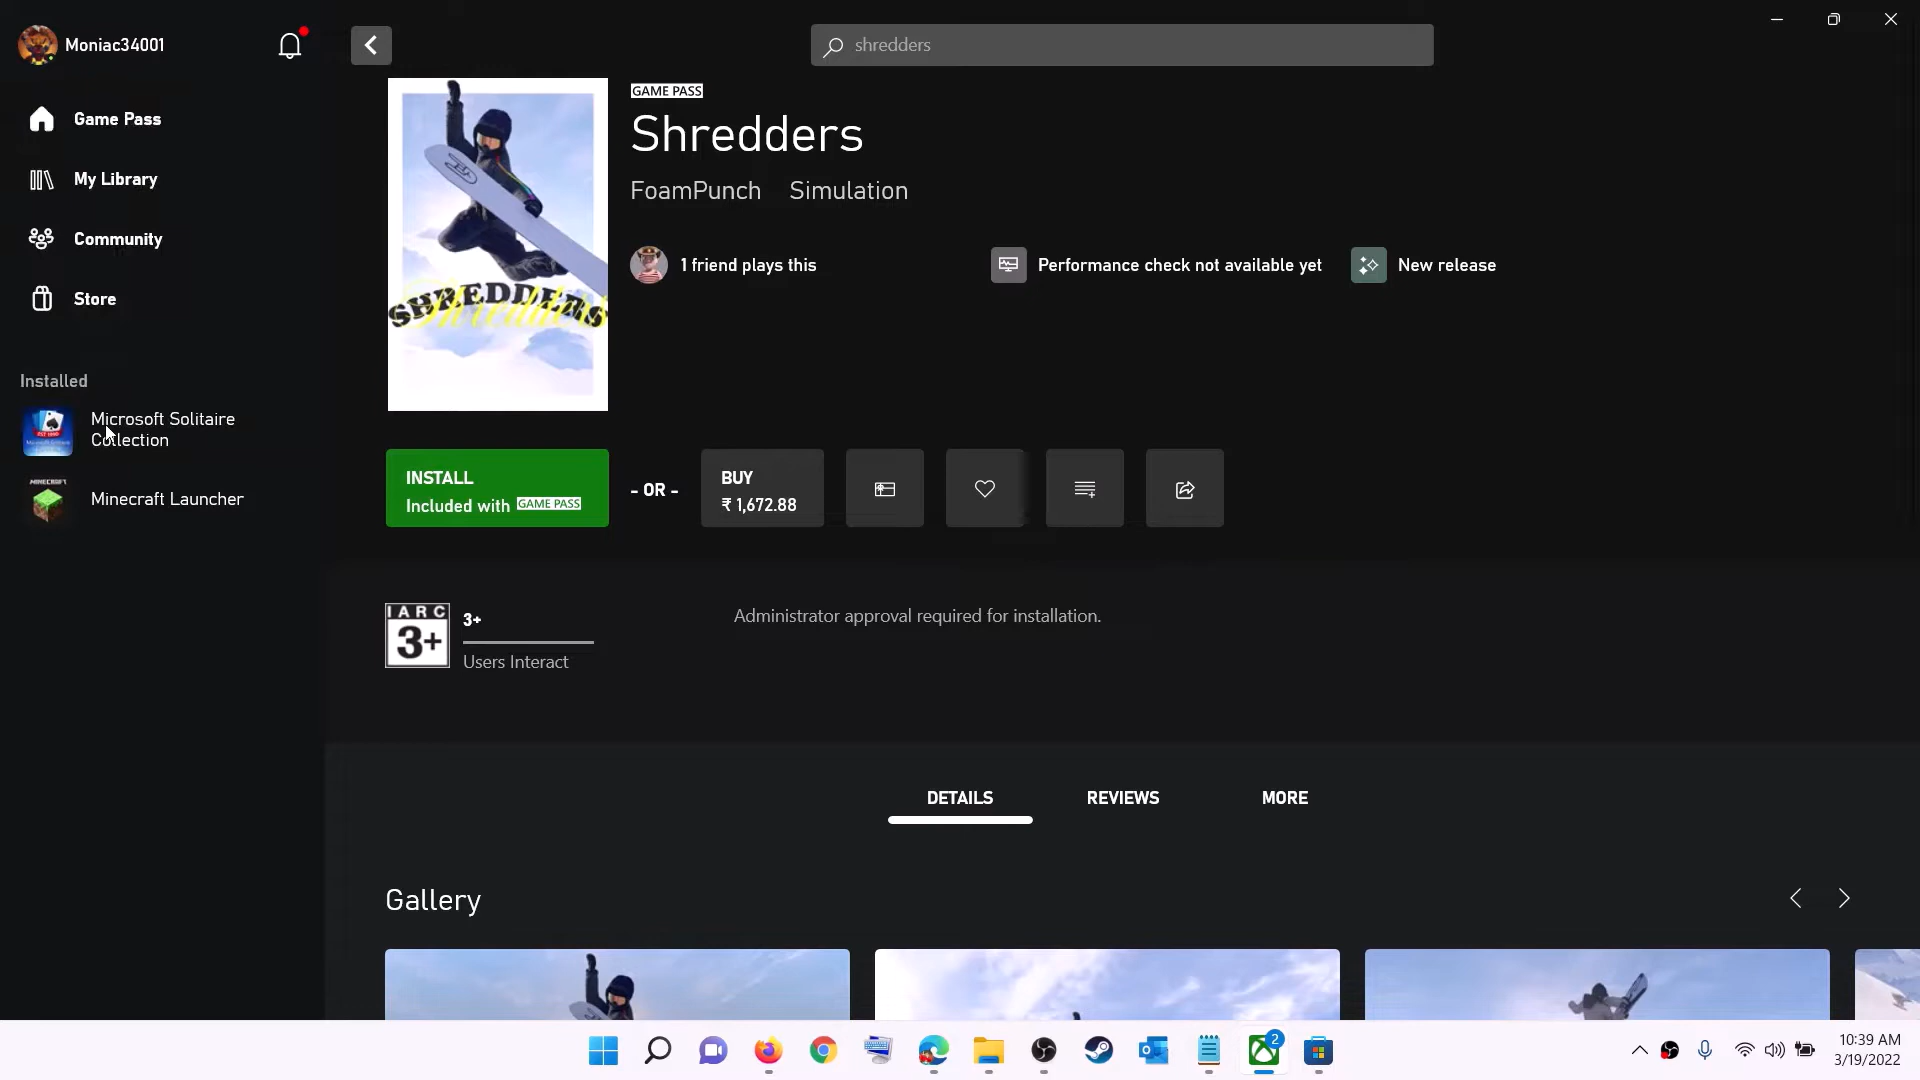 Moniac34001
shredders
Game Pass
My Library
Community
Store
Installed
Microsoft Solitaire
Collection
MINECRAFT
Minecraft Launcher
SHREDDERS
Shredders
GAME PASS
Shredders
FoamPunch Simulation
1 friend plays this
Performance check not available yet
New release
INSTALL
Included with GAME PASS
- OR -
BUY
₹ 1,672.88
IARC
3+
3+
Users Interact
Administrator approval required for installation.
DETAILS
REVIEWS
MORE
Gallery
2
10:39 AM
3/19/2022